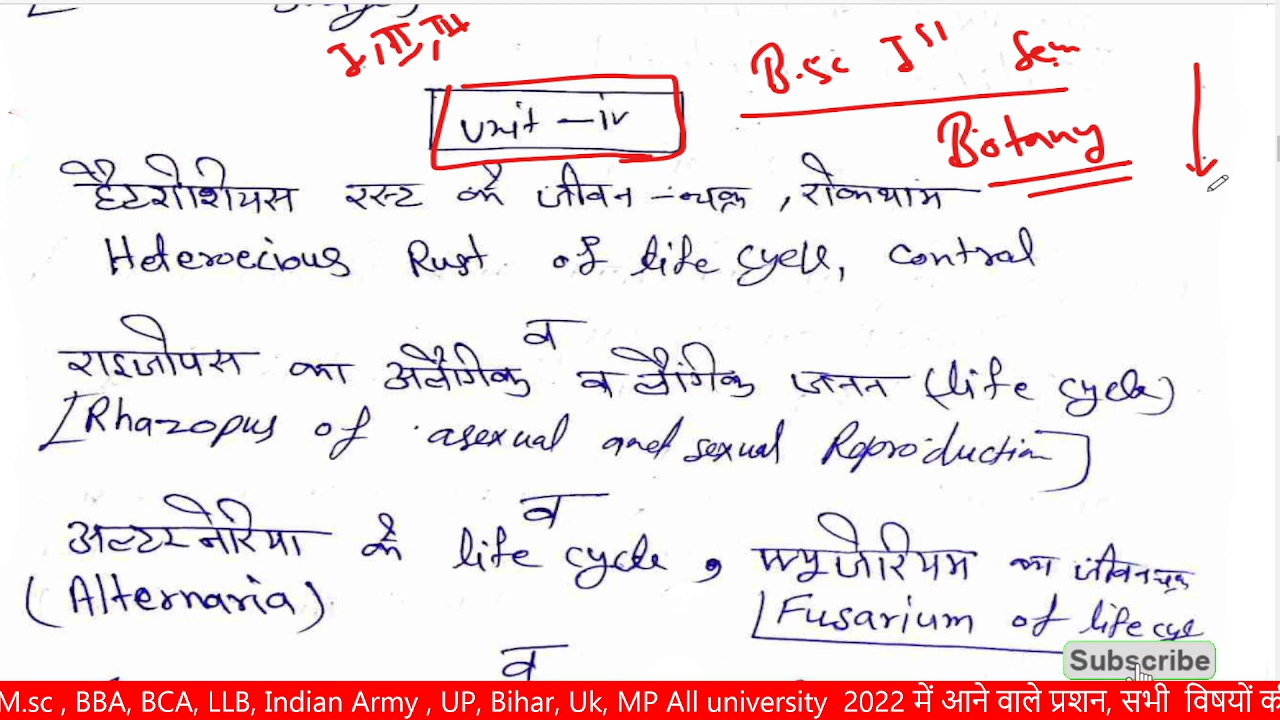 I, II, III
B.Sc Ist Sem
Unit - iv
Botany
हैटरोशियस रस्ट के जीवन-चक्र, रोकथाम
Heteroecious Rust of life cycle, control
व
राइजोपस का अलैंगिक व लैंगिक जनन (life cycle)
[Rhazopus of asexual and sexual Reproduction]
व
अल्टरनेरिया के life cycle, फ्यूजेरियम का जीवनचक्र
(Alternaria) [Fusarium of life cycl
व
Subscribe
M.sc , BBA, BCA, LLB, Indian Army , UP, Bihar, Uk, MP All university 2022 में आने वाले प्रशन, सभी विषयों क